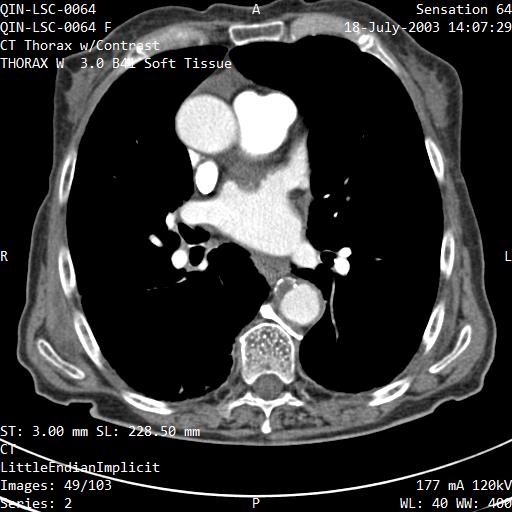 QIN-LSC-0064
A
Sensation 64
QIN-LSC-0064 F
18-July-2003 14:07:29
CT Thorax w/Contrast
THORAX W 3.0 B41 Soft Tissue
R
L
ST: 3.00 mm SL: 228.50 mm
CT
LittleEndianImplicit
Images: 49/103
177 mA 120kV
Series: 2
P
WL: 40 WW: 400